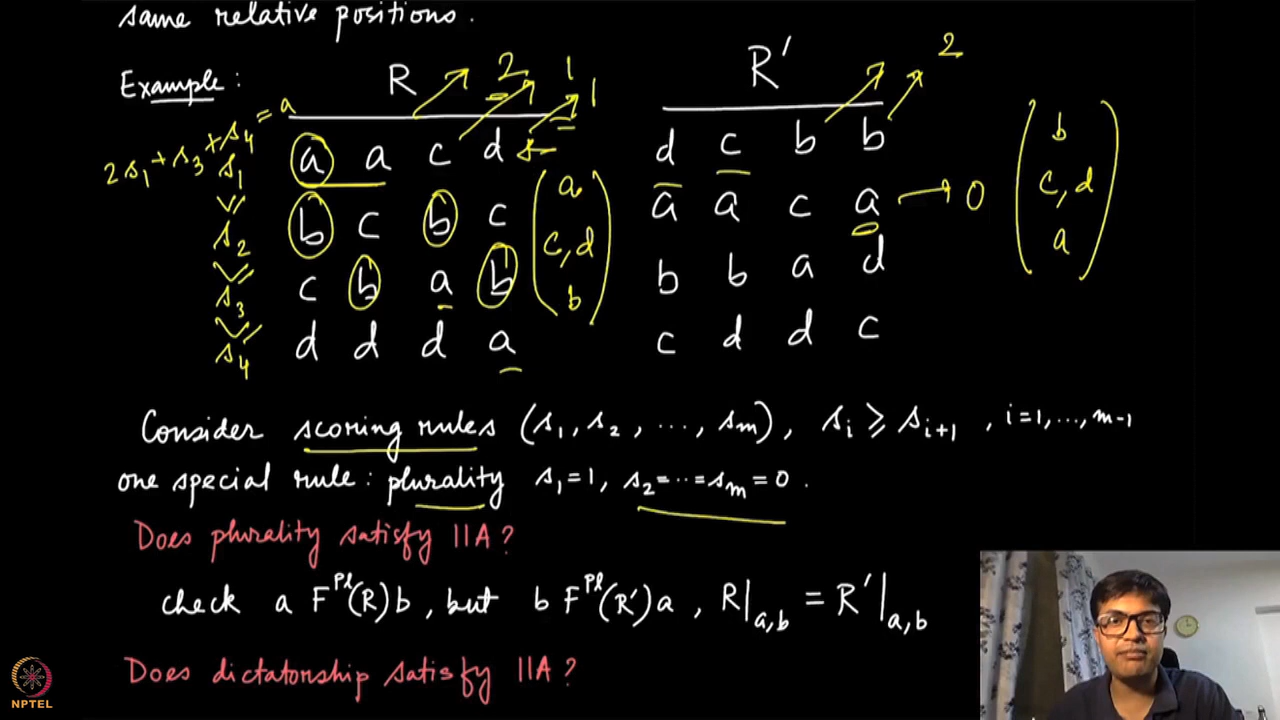 same relative positions.
Example: R 2 1 1 R' 2
2s₁ + s₃ + s₄ = a
s₁ a a c d d c b b
s₂ b c b c a a c a → 0
s₃ c b a b b b a d
s₄ d d d a c d d c
a
c, d
b
b
c, d
a
Consider scoring rules (s₁, s₂, ..., sₘ), sᵢ ⩾ sᵢ₊₁, i=1,...,m-1
one special rule: plurality s₁=1, s₂=...=sₘ=0.
Does plurality satisfy IIA?
check a Fᴾˡ(R) b, but b Fᴾˡ(R') a, R|a,b = R'|a,b
Does dictatorship satisfy IIA?
NPTEL